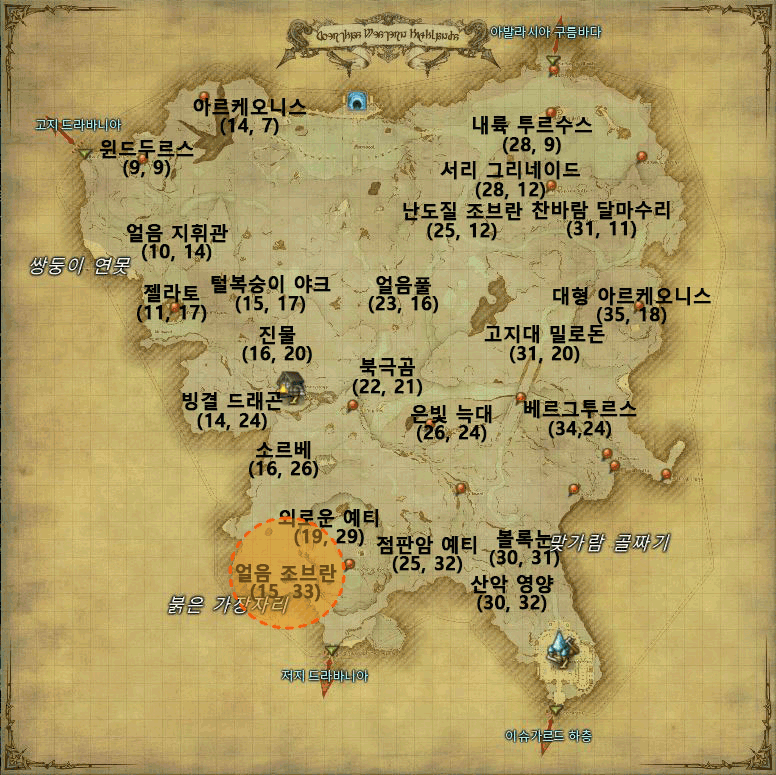 아발라시아 구름바다
Coerthas Western Highlands
아르케오니스
(14, 7)
고지 드라바니아
내륙 투르수스
(28, 9)
윈드두르스
(9, 9)
서리 그리네이드
(28, 12)
난도질 조브란
(25, 12)
찬바람 달마수리
(31, 11)
얼음 지휘관
(10, 14)
쌍둥이 연못
젤라토
(11, 17)
털복숭이 야크
(15, 17)
얼음풀
(23, 16)
대형 아르케오니스
(35, 18)
진물
(16, 20)
고지대 밀로돈
(31, 20)
북극곰
(22, 21)
빙결 드래곤
(14, 24)
은빛 늑대
(26, 24)
베르그투르스
(34,24)
소르베
(16, 26)
외로운 예티
(19, 29)
점판암 예티
(25, 32)
볼록눈
(30, 31)
맞가람 골짜기
얼음 조브란
(15, 33)
산악 영양
(30, 32)
붉은 가장자리
저지 드라바니아
이슈가르드 하층